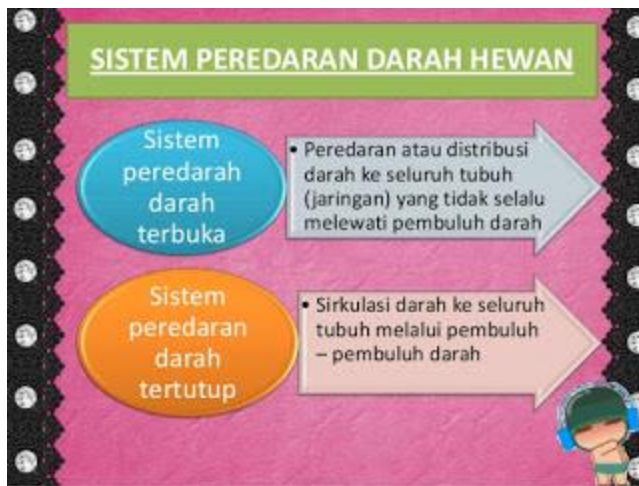 SISTEM PEREDARAN DARAH HEWAN
Sistem
peredarah
darah
terbuka
• Peredaran atau distribusi
darah ke seluruh tubuh
(jaringan) yang tidak selalu
melewati pembuluh darah
Sistem
peredaran
darah
tertutup
• Sirkulasi darah ke seluruh
tubuh melalui pembuluh
– pembuluh darah